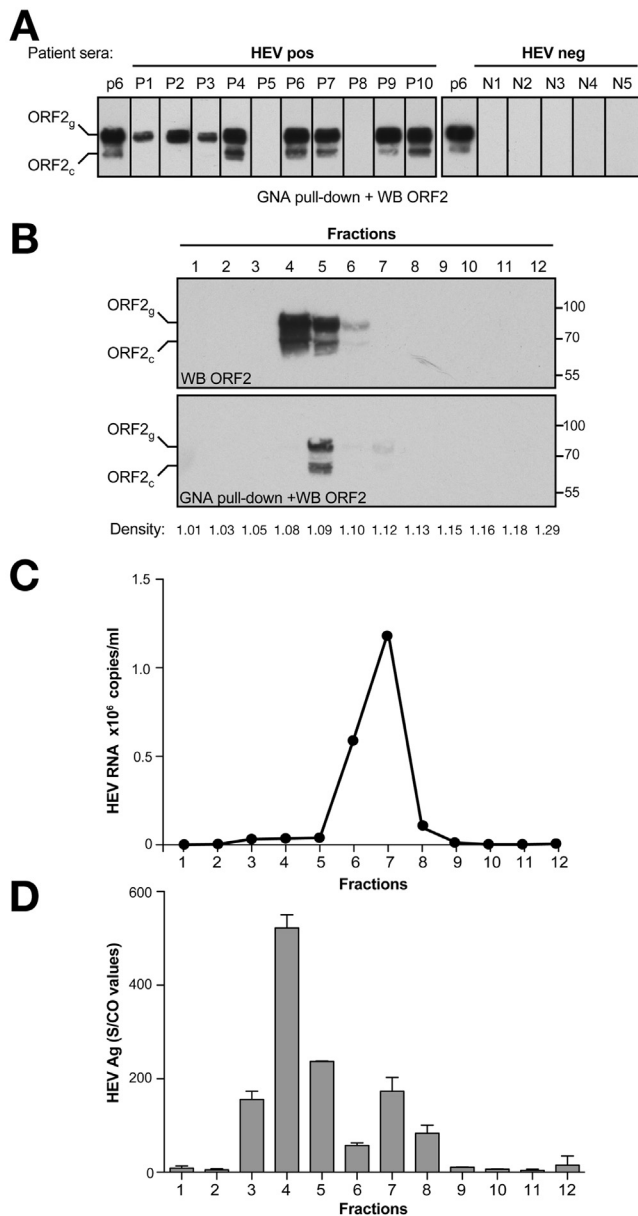 A
Patient sera: HEV pos HEV neg
p6 P1 P2 P3 P4 P5 P6 P7 P8 P9 P10 p6 N1 N2 N3 N4 N5
ORF2g
ORF2c
GNA pull-down + WB ORF2
B
Fractions
1 2 3 4 5 6 7 8 9 10 11 12
ORF2g
ORF2c
100
70
55
WB ORF2
ORF2g
ORF2c
100
70
55
GNA pull-down +WB ORF2
Density: 1.01 1.03 1.05 1.08 1.09 1.10 1.12 1.13 1.15 1.16 1.18 1.29
C
HEV RNA x10⁶ copies/ml
1.5
1.0
0.5
0
1 2 3 4 5 6 7 8 9 10 11 12
Fractions
D
HEV Ag (S/CO values)
600
400
200
0
1 2 3 4 5 6 7 8 9 10 11 12
Fractions